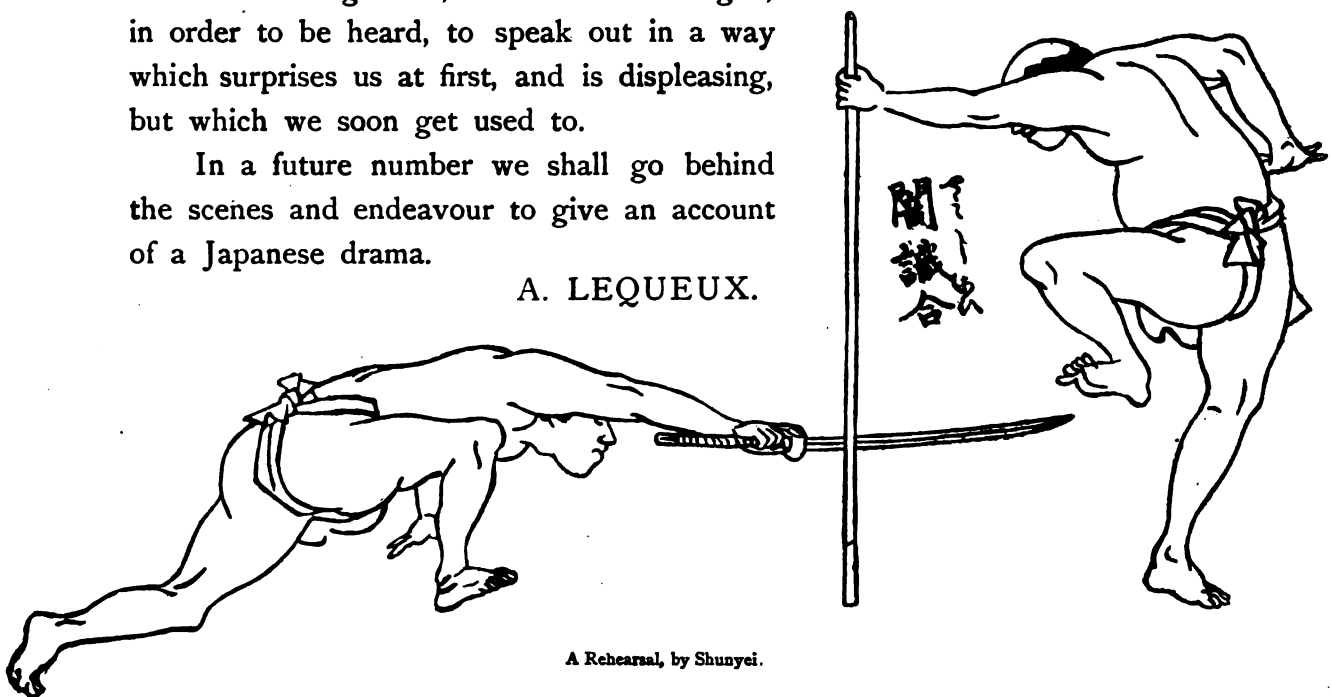 in order to be heard, to speak out in a way
which surprises us at first, and is displeasing,
but which we soon get used to.
In a future number we shall go behind
the scenes and endeavour to give an account
of a Japanese drama.
A. LEQUEUX.
合
A Rehearsal, by Shunyei.